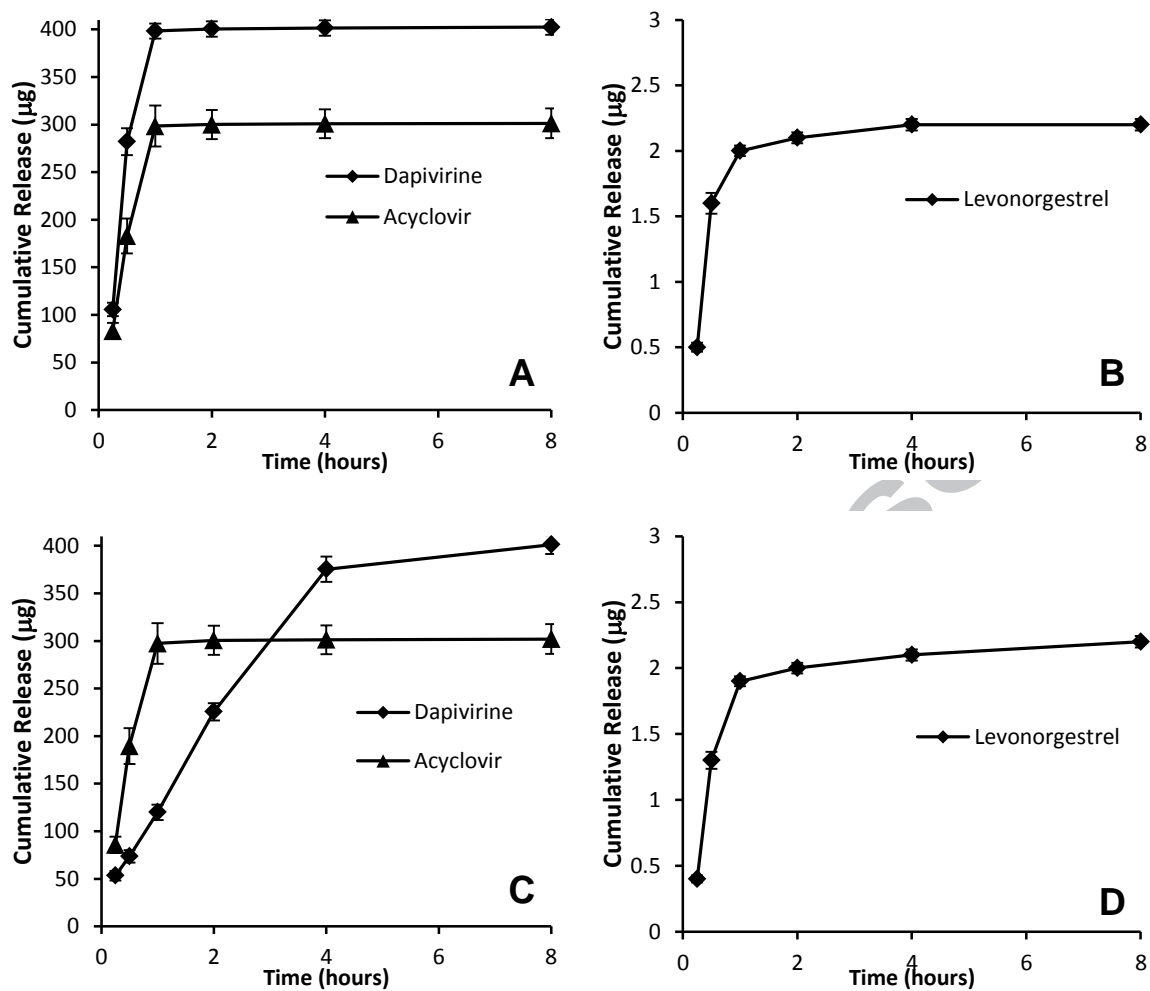 400
350
300
250
200
150
100
50
0
Cumulative Release (µg)
Dapivirine
Acyclovir
A
0 2 4 6 8
Time (hours)
3
2.5
2
1.5
1
0.5
0
Cumulative Release (µg)
Levonorgestrel
B
0 2 4 6 8
Time (hours)
400
350
300
250
200
150
100
50
0
Cumulative Release (µg)
Dapivirine
Acyclovir
C
0 2 4 6 8
Time (hours)
3
2.5
2
1.5
1
0.5
0
Cumulative Release (µg)
Levonorgestrel
D
0 2 4 6 8
Time (hours)